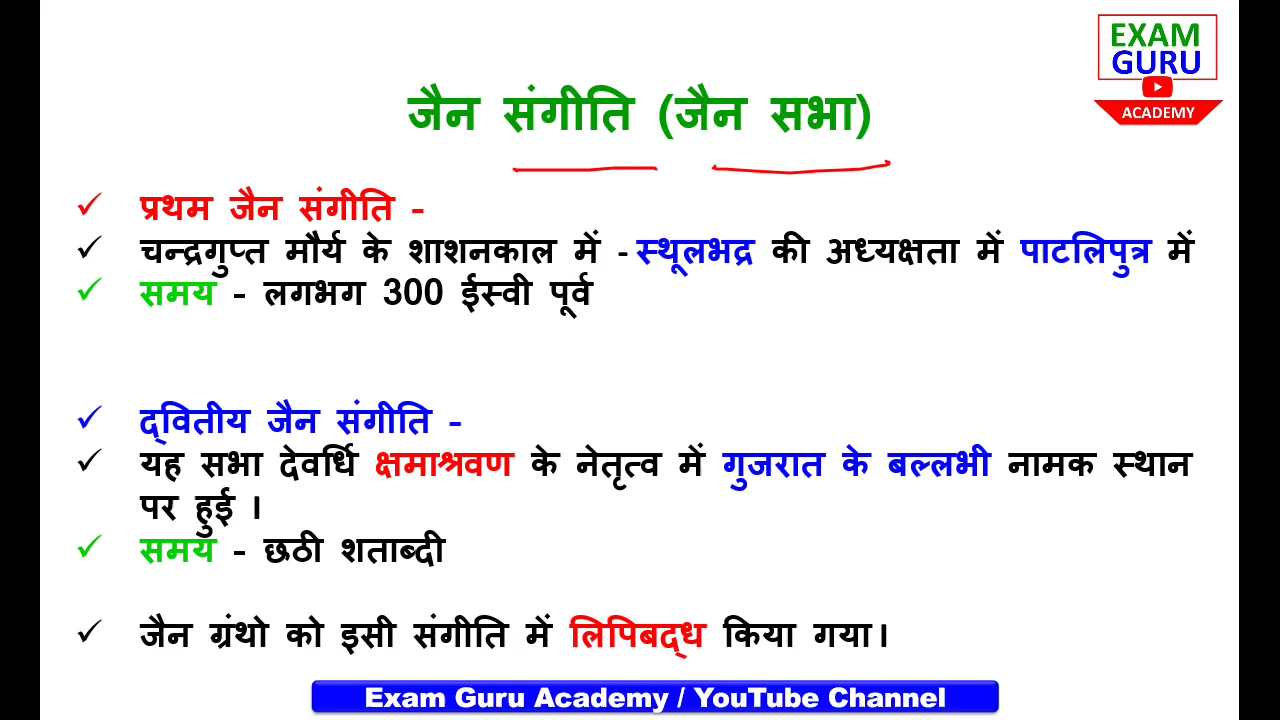 EXAM
GURU
ACADEMY
जैन संगीति (जैन सभा)
प्रथम जैन संगीति -
चन्द्रगुप्त मौर्य के शाशनकाल में - स्थूलभद्र की अध्यक्षता में पाटलिपुत्र में
समय – लगभग 300 ईस्वी पूर्व
द्वितीय जैन संगीति -
यह सभा देवर्धि क्षमाश्रवण के नेतृत्व में गुजरात के बल्लभी नामक स्थान
पर हुई ।
समय – छठी शताब्दी
जैन ग्रंथो को इसी संगीति में लिपिबद्ध किया गया।
Exam Guru Academy / YouTube Channel